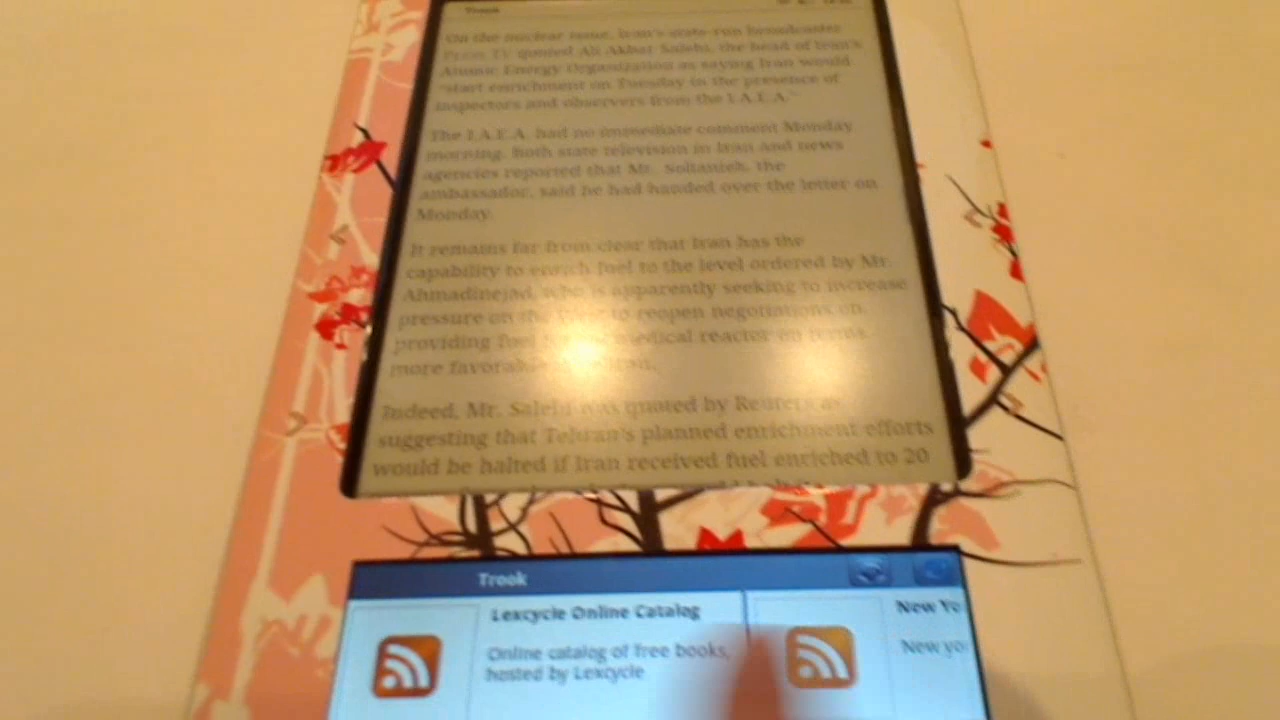 Trook
On the nuclear issue, Iran's state-run broadcaster
Press TV quoted Ali Akbar Salehi, the head of Iran's
Atomic Energy Organization as saying Iran would
"start enrichment on Tuesday in the presence of
inspectors and observers from the I.A.E.A."
The I.A.E.A. had no immediate comment Monday
morning. Both state television in Iran and news
agencies reported that Mr. Soltanieh, the
ambassador, said he had handed over the letter on
Monday.
It remains far from clear that Iran has the
capability to enrich fuel to the level ordered by Mr.
Ahmadinejad, who is apparently seeking to increase
pressure on the West to reopen negotiations on
providing fuel medical reactor on terms
more
Indeed, Mr. Salehi was quoted by Reuters as
suggesting that Tehran's planned enrichment efforts
would be halted if Iran received fuel enriched to 20
Trook
Lexcycle Online Catalog
Online catalog of free books,
hosted by Lexcycle
New Yo
New yo